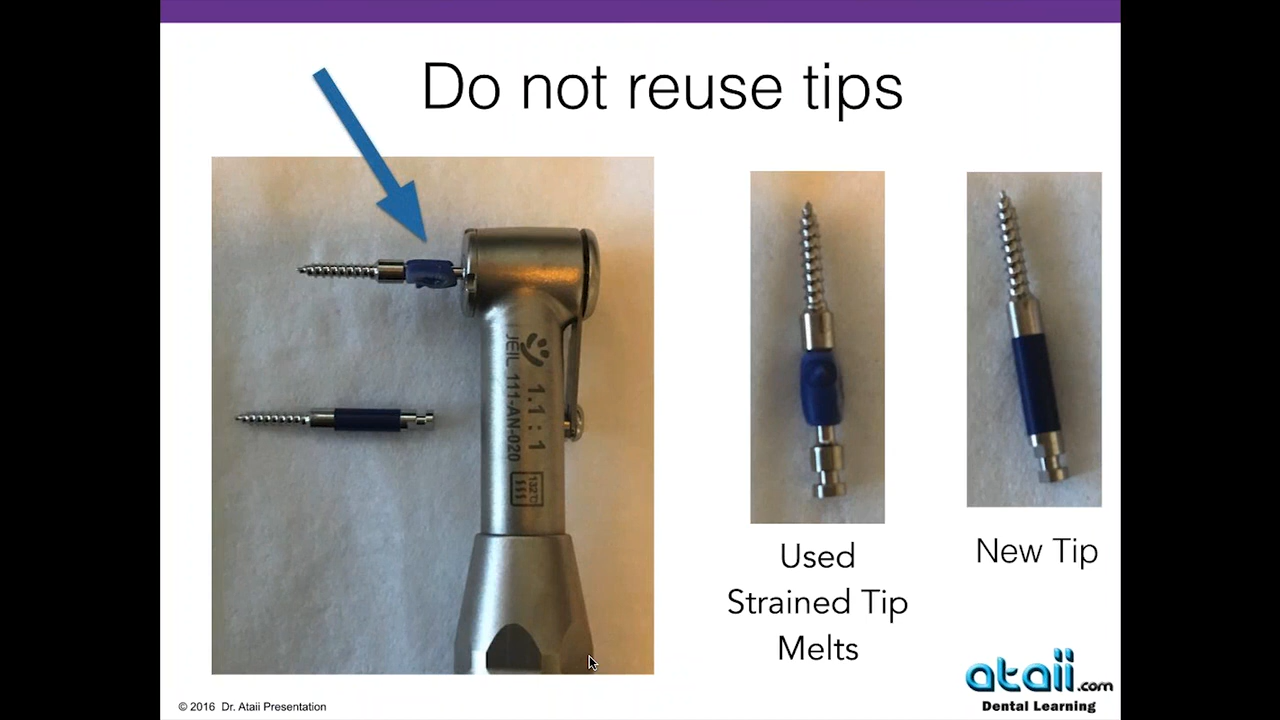 Do not reuse tips
JEIL 111-AN-020
1.1 : 1
132°C
Used
Strained Tip
Melts
New Tip
ataii.com
Dental Learning
© 2016 Dr. Ataii Presentation